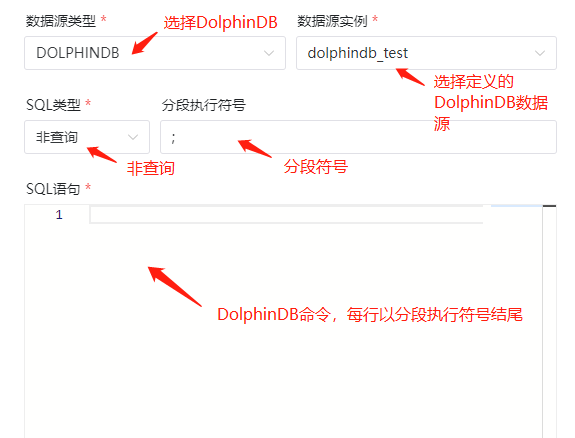 数据源类型 *
选择DolphinDB
数据源实例 *
DOLPHINDB
dolphindb_test
选择定义的
DolphinDB数据
源
SQL类型 *
分段执行符号
非查询
;
非查询
分段符号
SQL语句 *
1
DolphinDB命令，每行以分段执行符号结尾